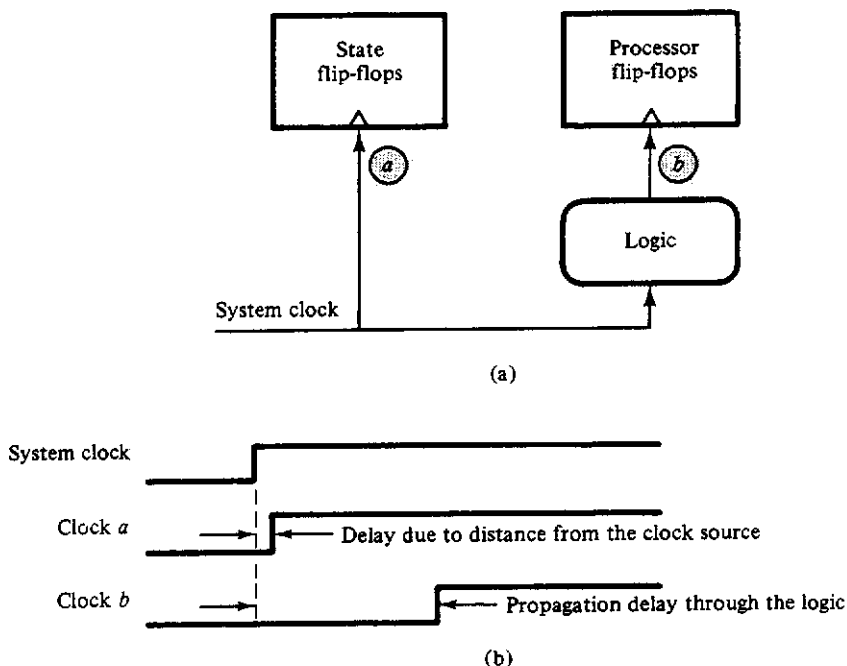 State
flip-flops
Processor
flip-flops
a
b
Logic
System clock
(a)
System clock
Clock a
Delay due to distance from the clock source
Clock b
Propagation delay through the logic
(b)